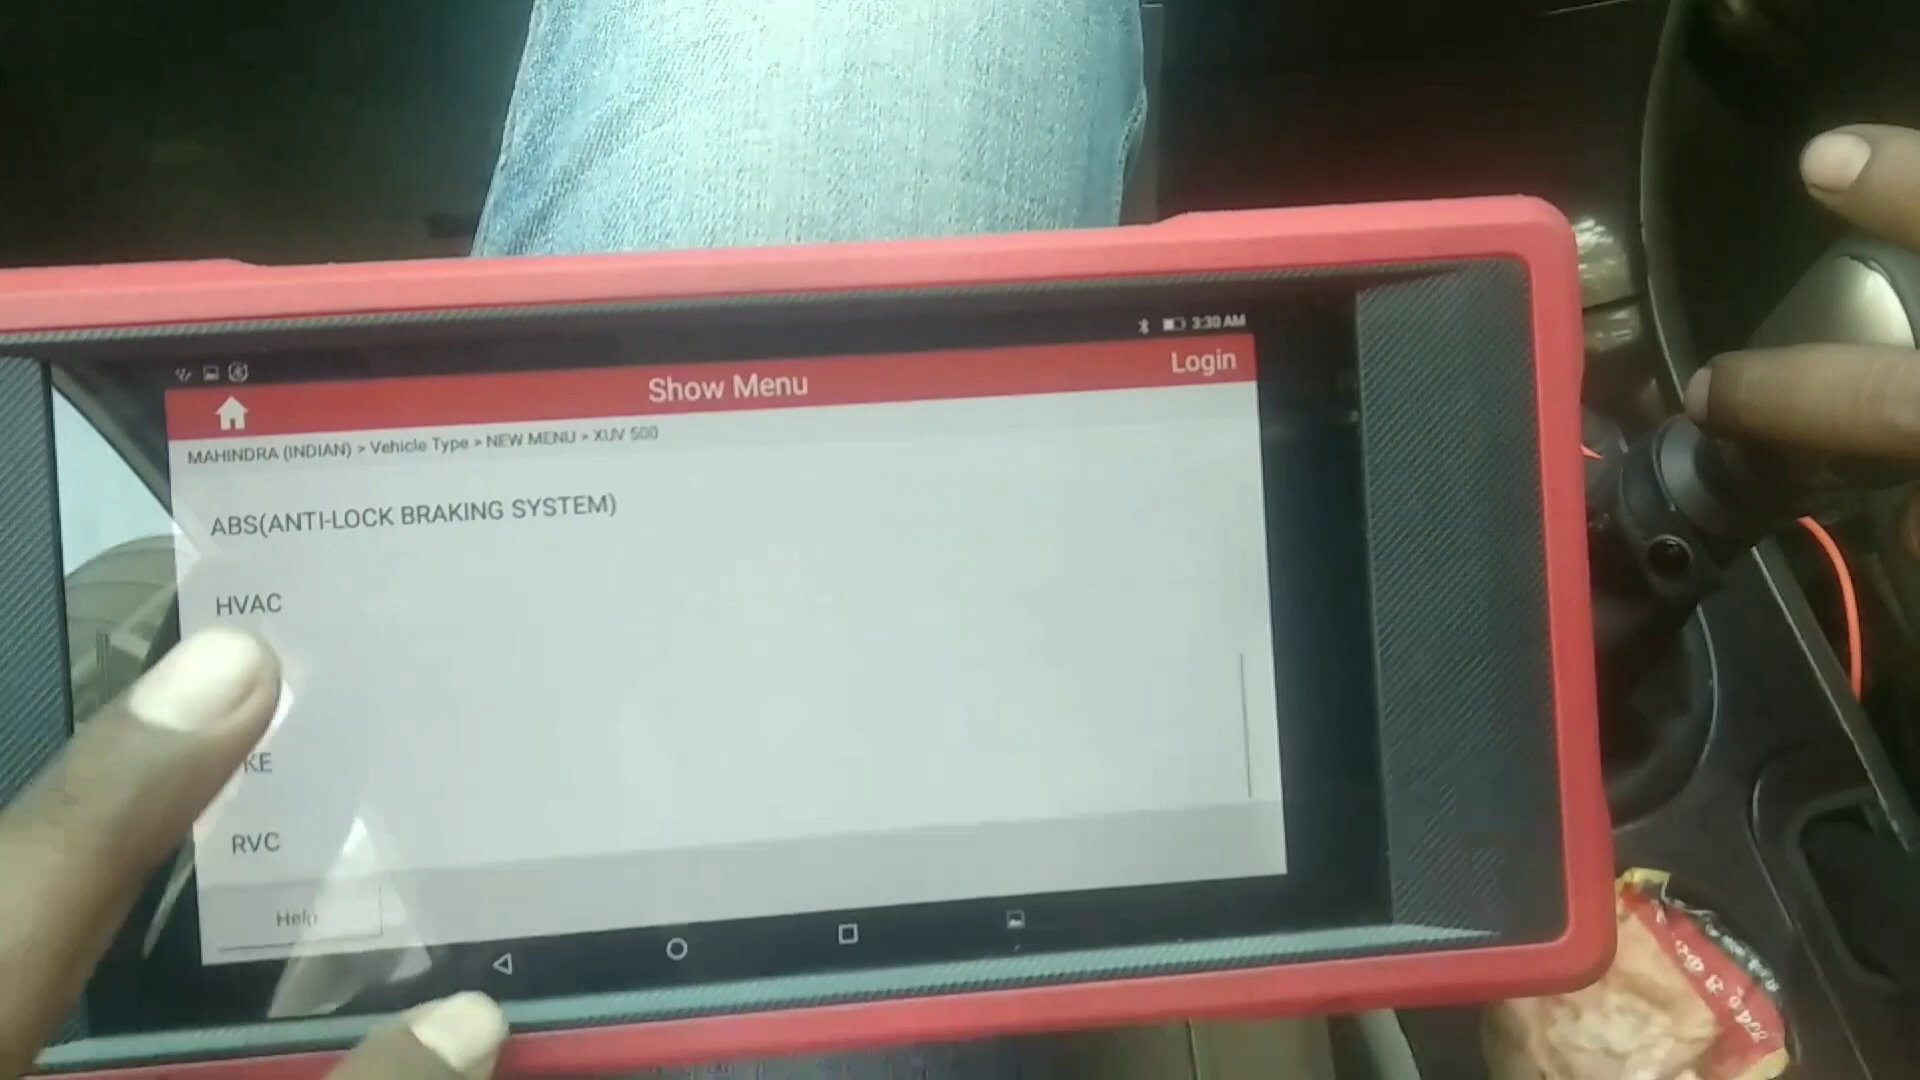 3:30 AM
Show Menu
Login
MAHINDRA (INDIAN) > Vehicle Type > NEW MENU > XUV 500
ABS(ANTI-LOCK BRAKING SYSTEM)
HVAC
RVC
Help